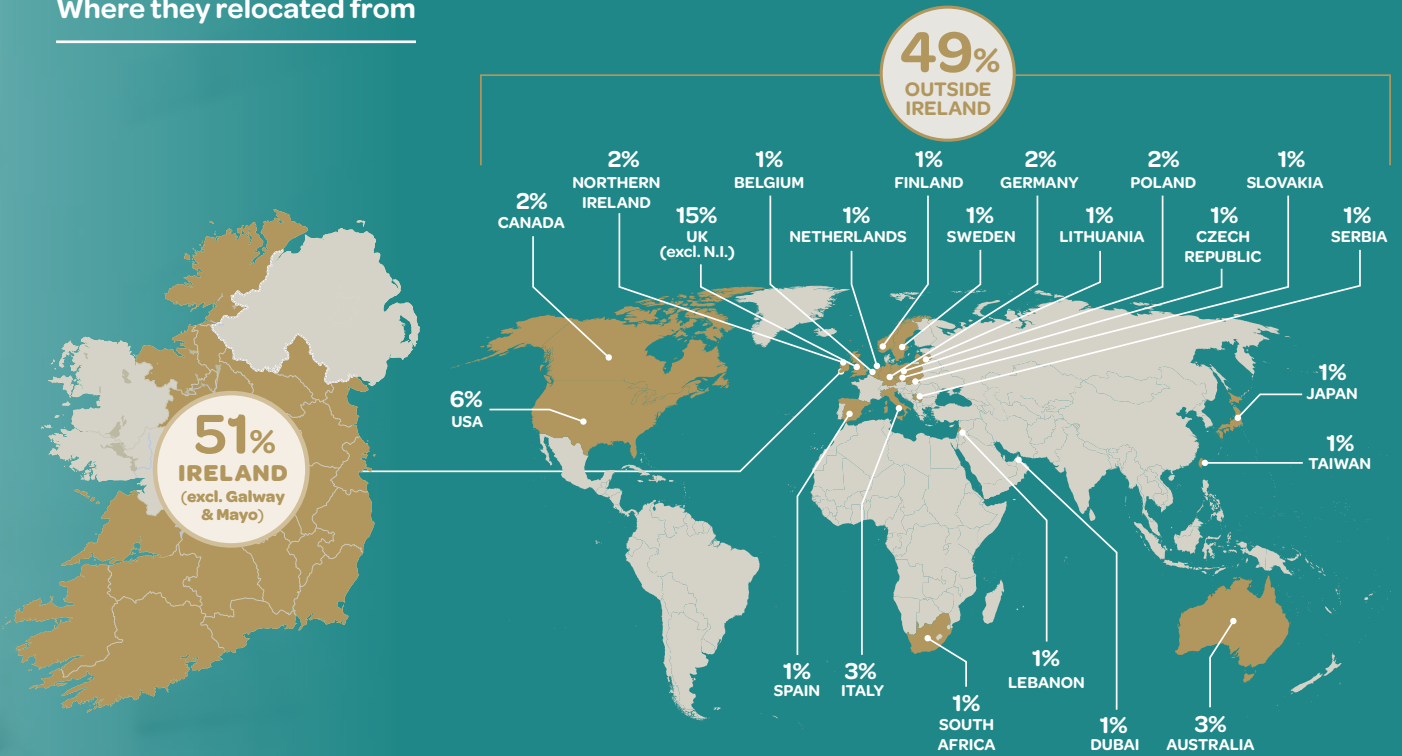 Where they relocated from
49%
OUTSIDE
IRELAND
2%
CANADA
2%
NORTHERN
IRELAND
15%
UK
(excl. N.I.)
1%
BELGIUM
1%
NETHERLANDS
1%
FINLAND
1%
SWEDEN
2%
GERMANY
1%
LITHUANIA
2%
POLAND
1%
CZECH
REPUBLIC
1%
SLOVAKIA
1%
SERBIA
6%
USA
1%
JAPAN
1%
TAIWAN
51%
IRELAND
(excl. Galway
& Mayo)
1%
SPAIN
3%
ITALY
1%
SOUTH
AFRICA
1%
LEBANON
1%
DUBAI
3%
AUSTRALIA